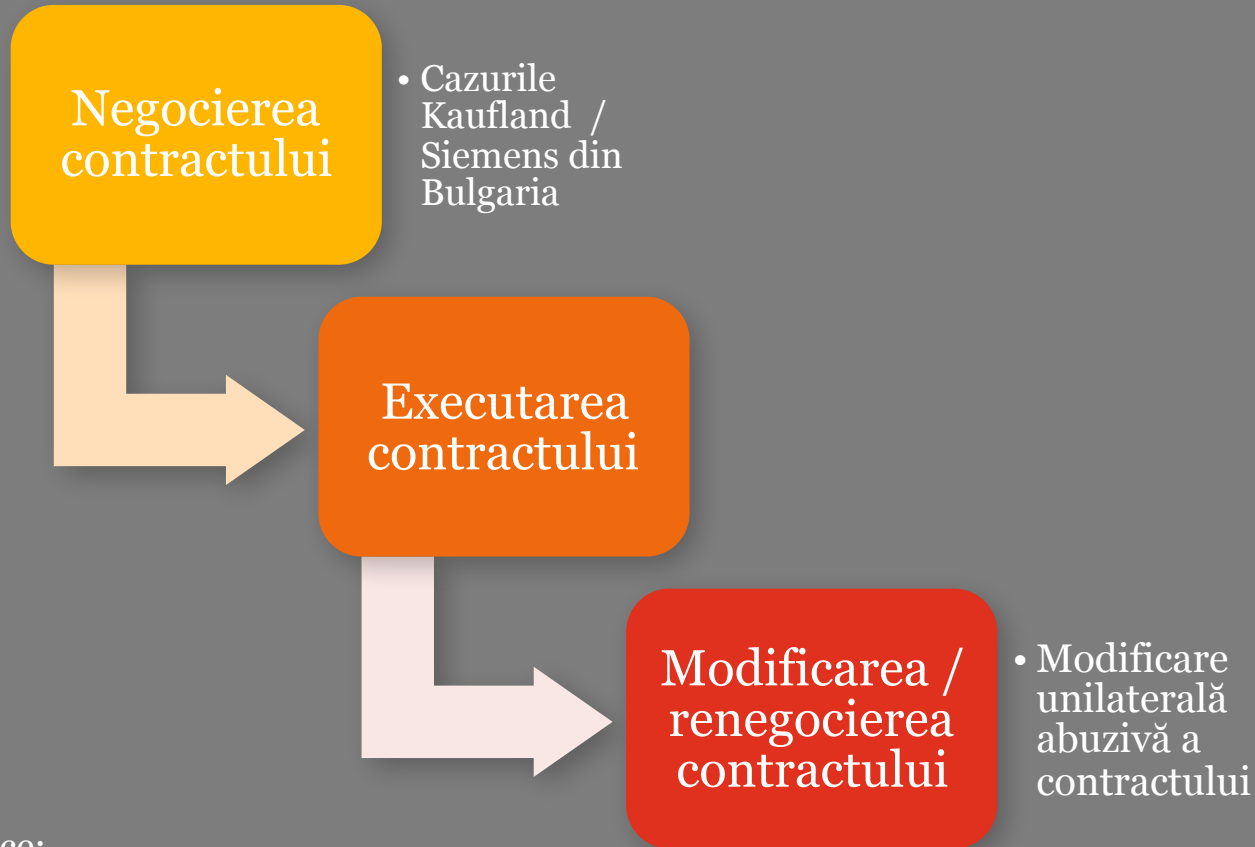 Negocierea
contractului
• Cazurile
Kaufland /
Siemens din
Bulgaria
Executarea
contractului
Modificarea /
renegocierea
contractului
• Modificare
unilaterală
abuzivă a
contractului